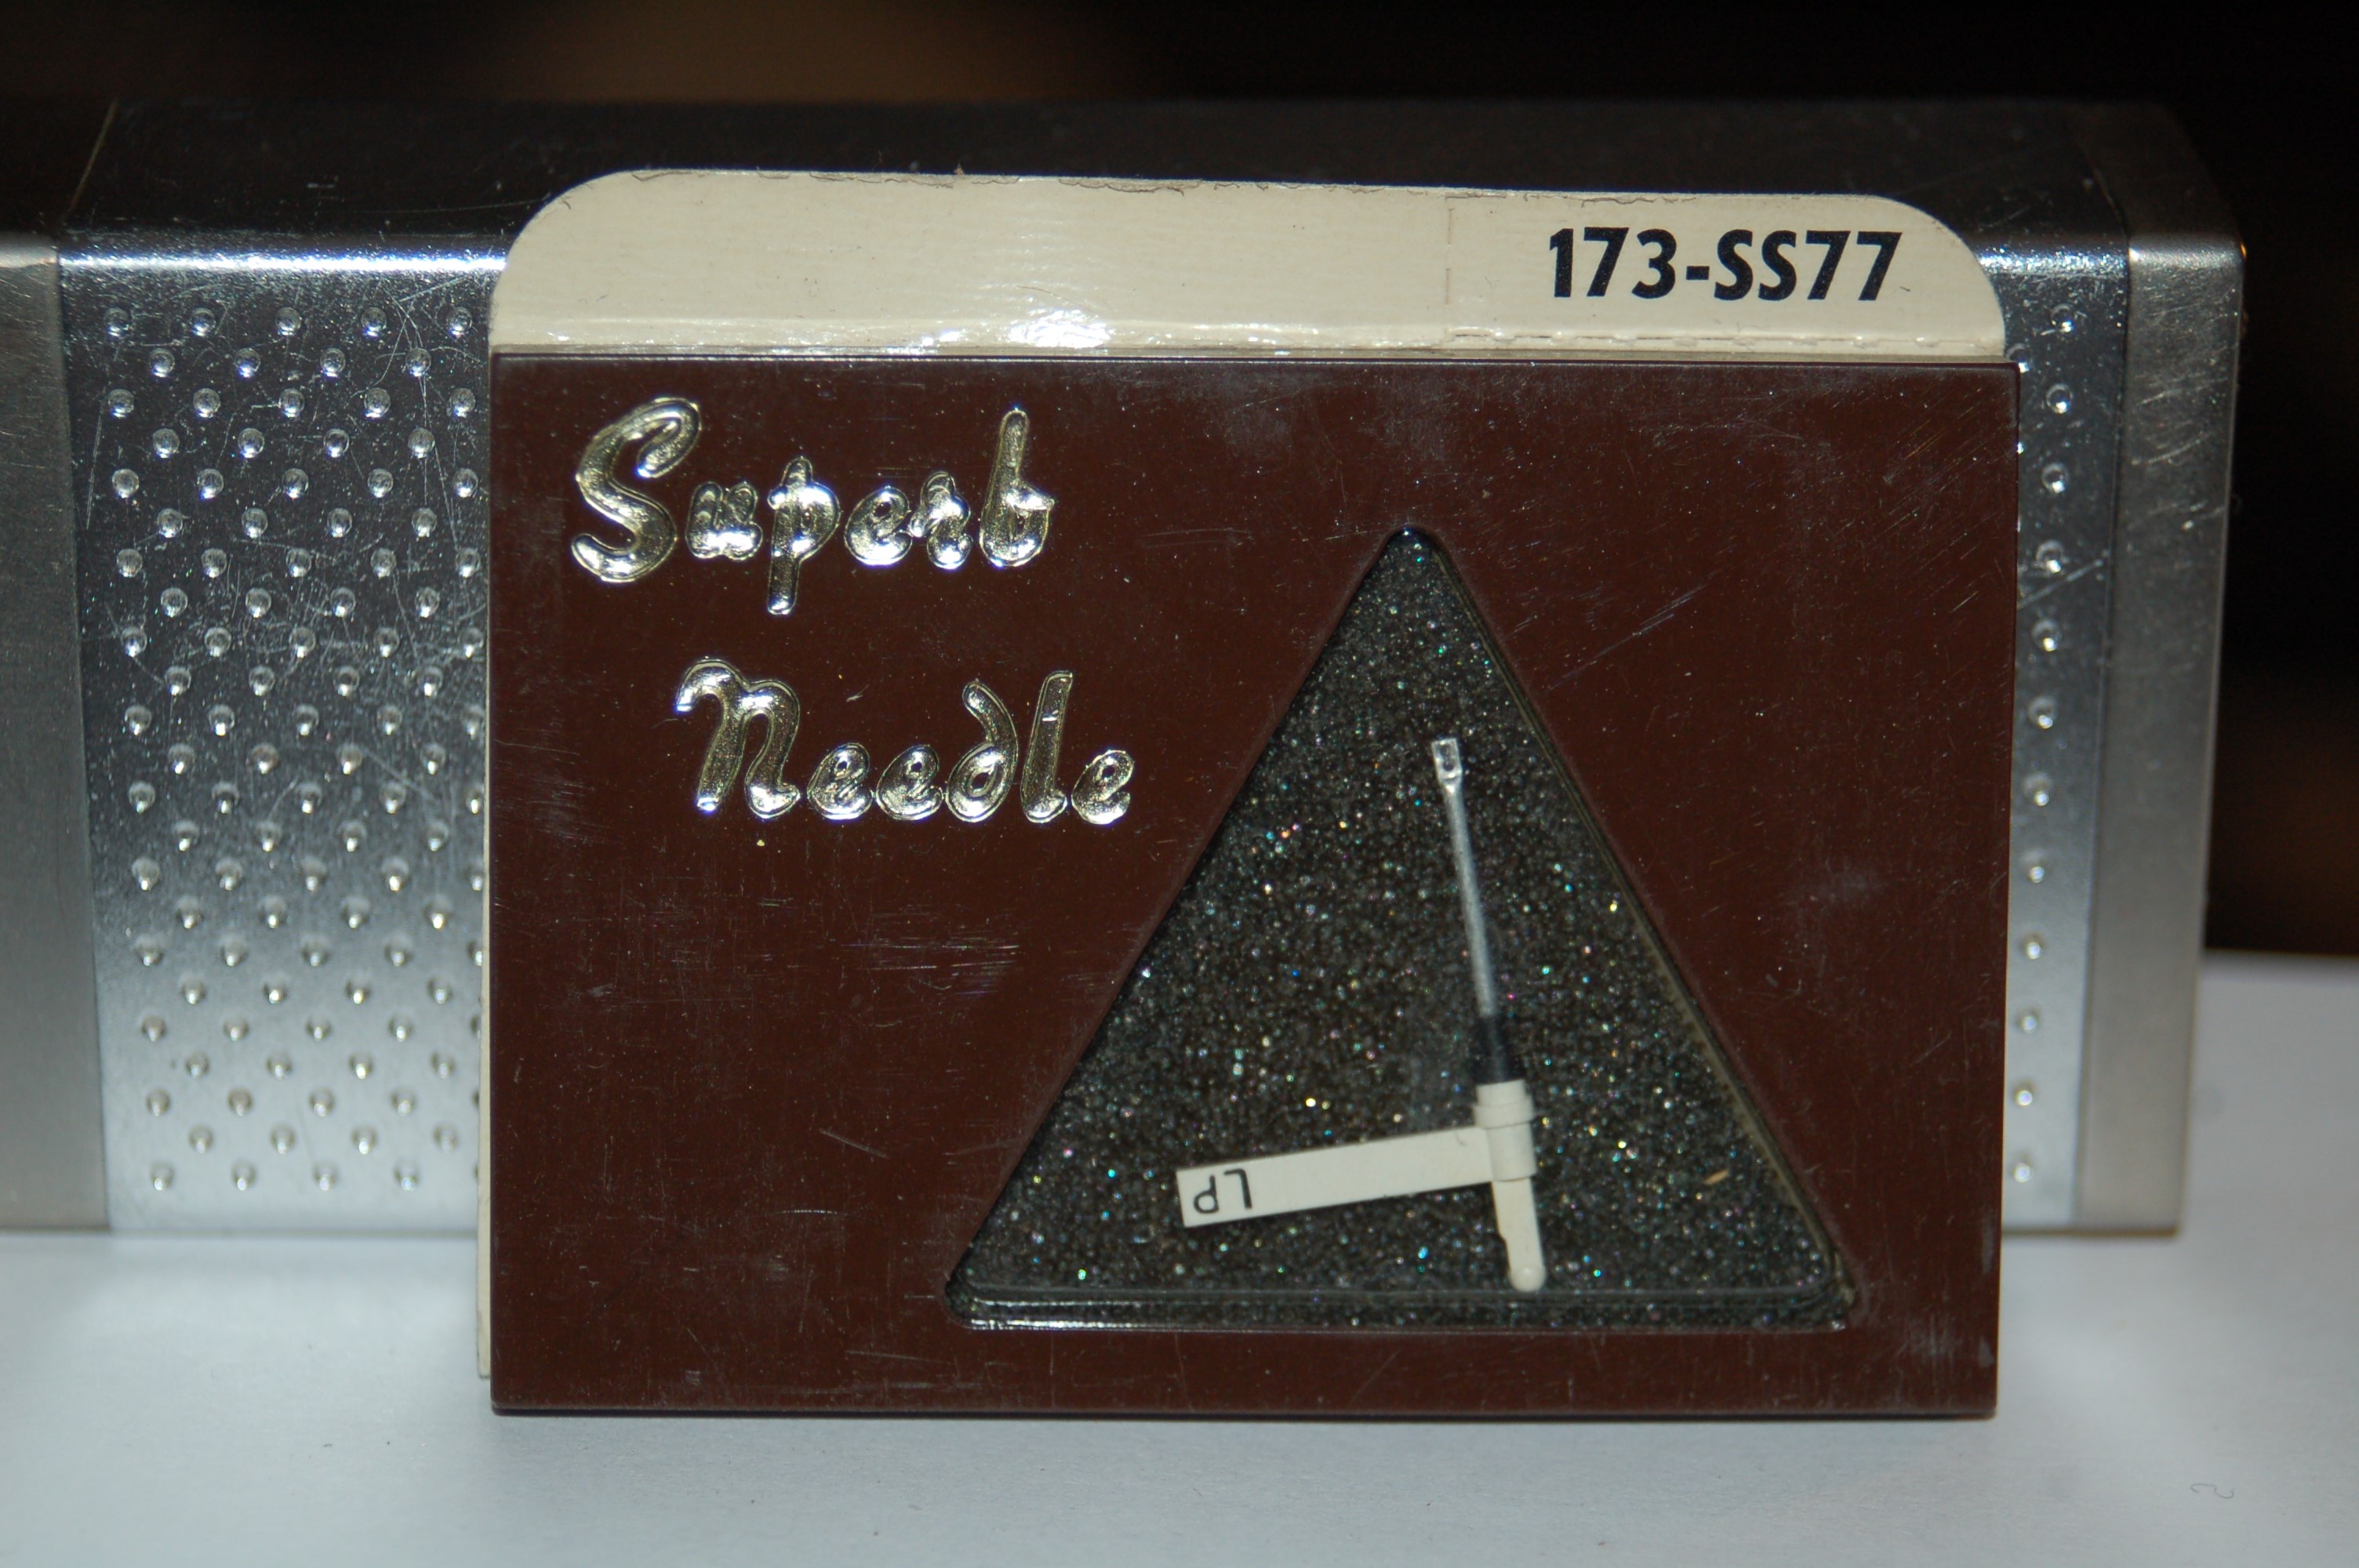 173-SS77
Superb
Needle
LP